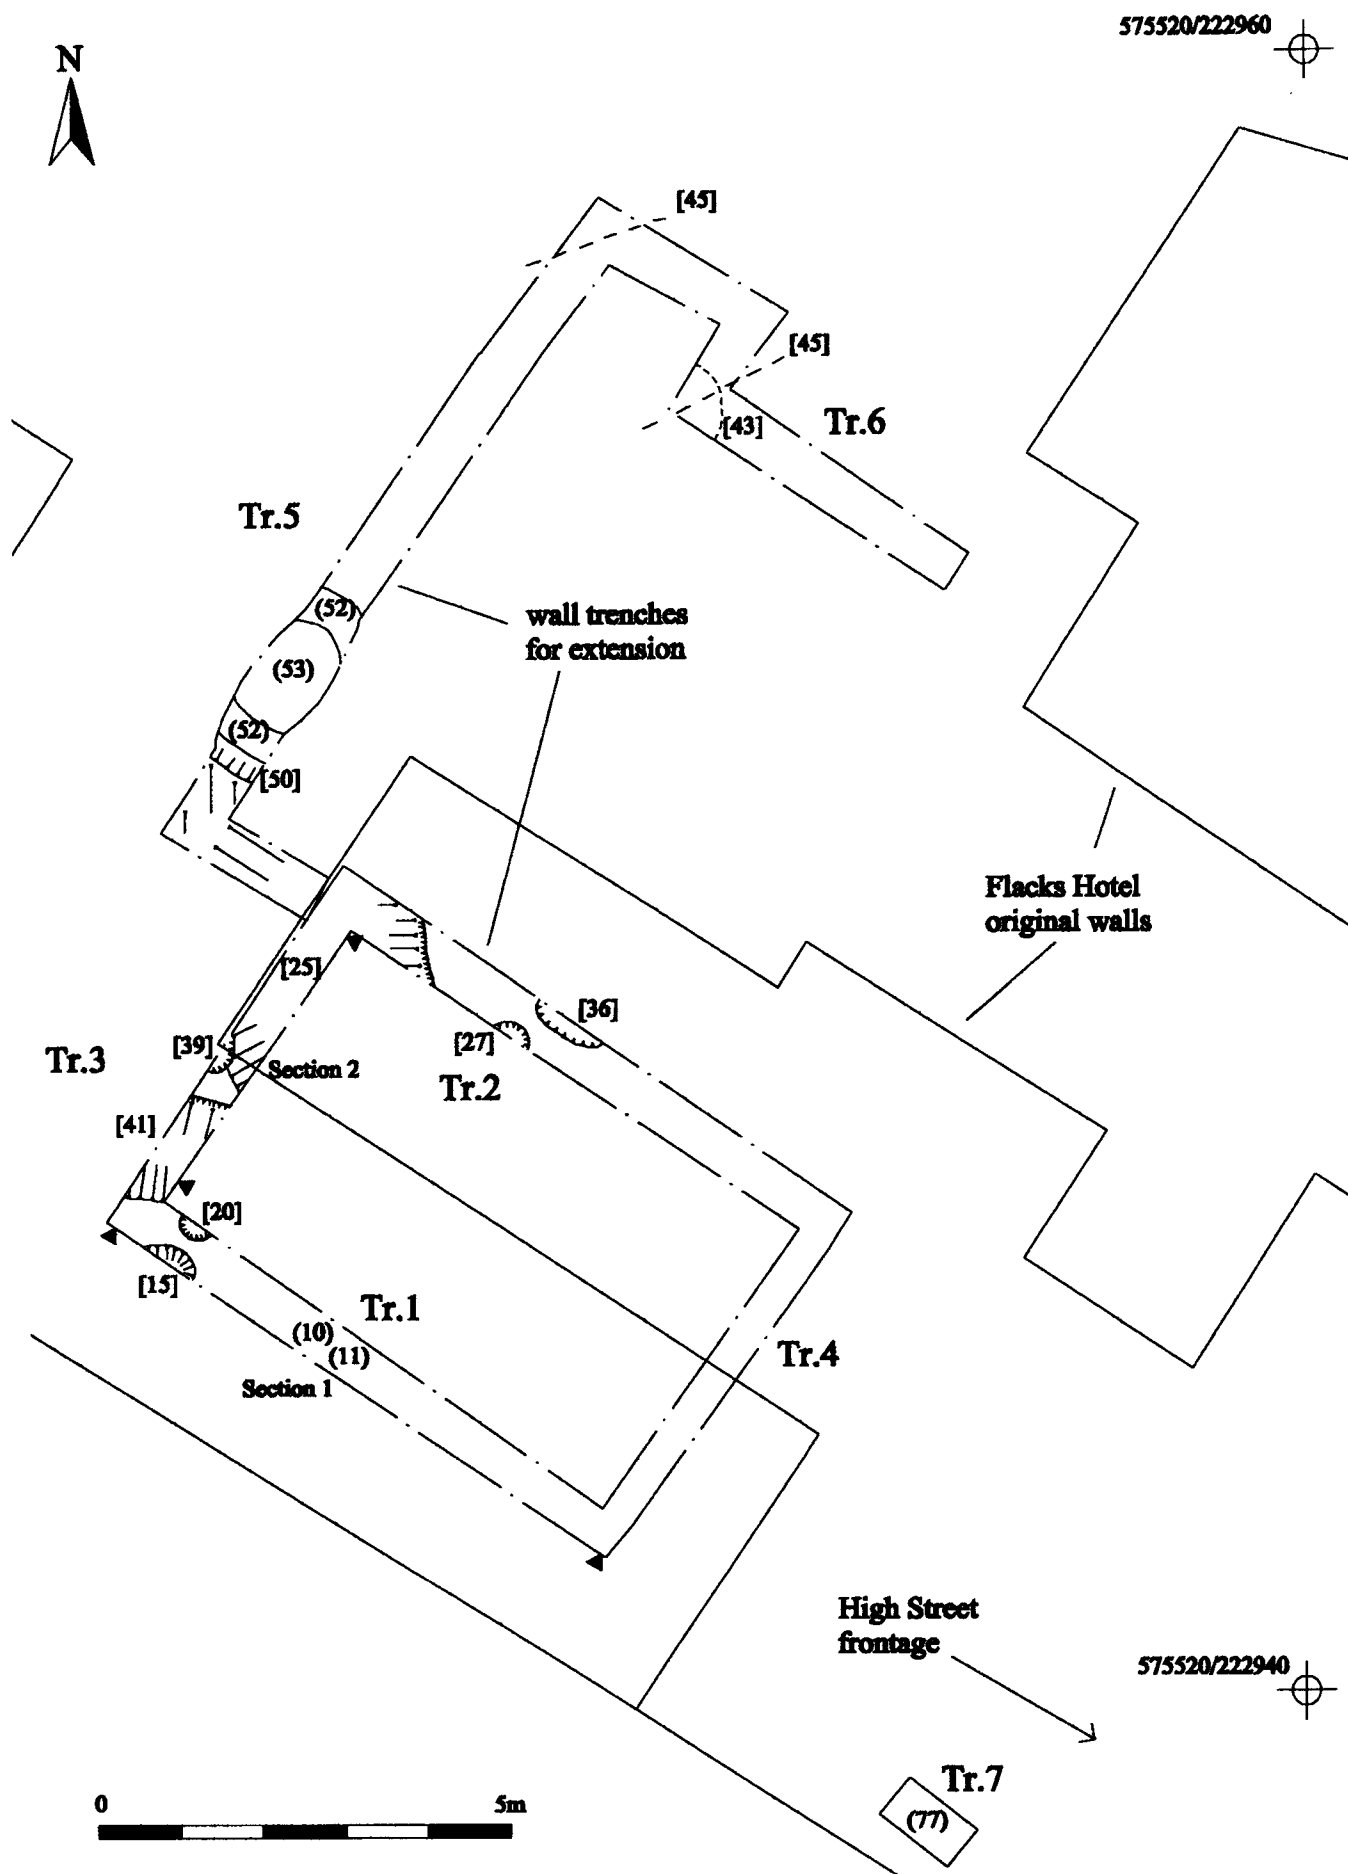 575520/222960
N
[45]
[45]
[43]
Tr.6
Tr.5
(52)
wall trenches
for extension
(53)
(52)
[50]
Flacks Hotel
original walls
[25]
[36]
[27]
[39]
Tr.3
Section 2
Tr.2
[41]
[20]
[15]
Tr.1
(10)
(11)
Tr.4
Section 1
High Street
frontage
575520/222940
Tr.7
(77)
0
5m